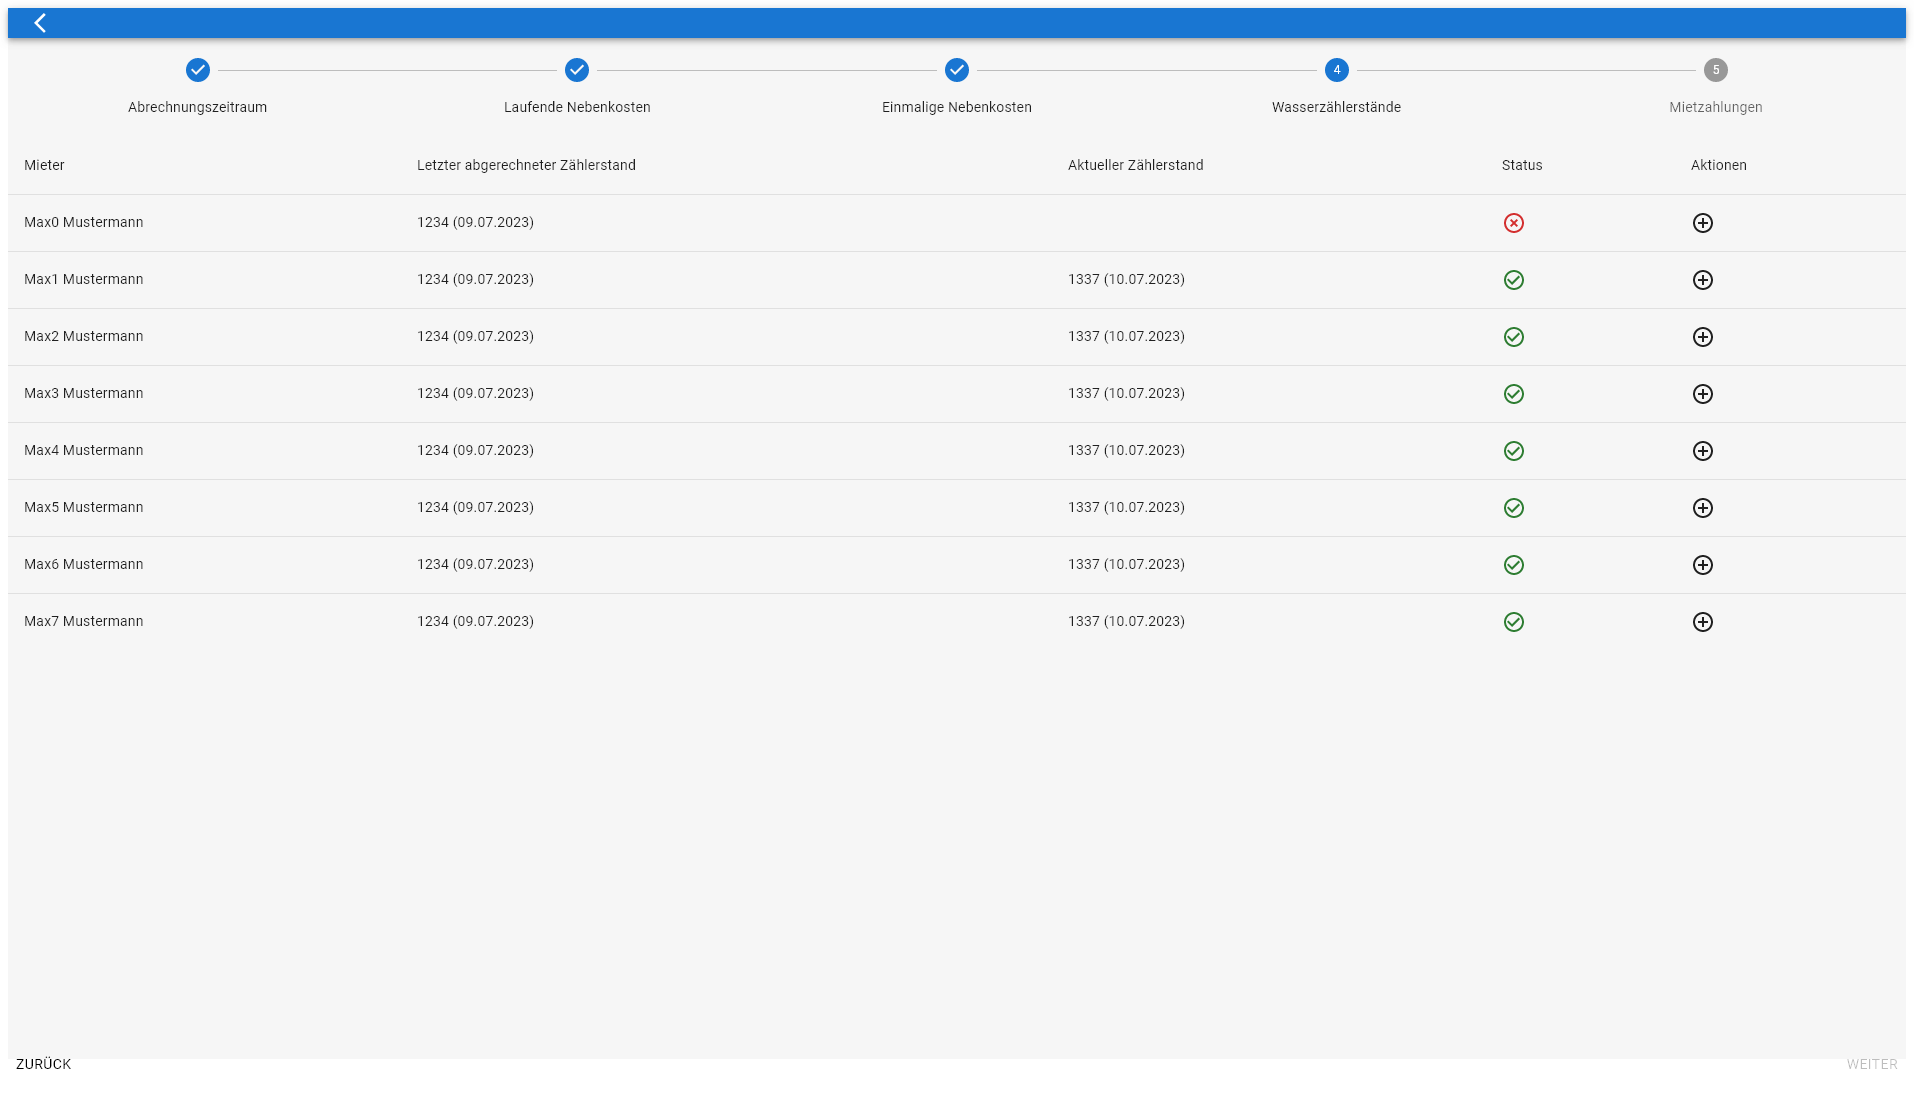 4 5
Abrechnungszeitraum Laufende Nebenkosten Einmalige Nebenkosten Wasserzählerstände Mietzahlungen
Mieter Letzter abgerechneter Zählerstand Aktueller Zählerstand Status Aktionen
Max0 Mustermann 1234 (09.07.2023)
Max1 Mustermann 1234 (09.07.2023) 1337 (10.07.2023)
Max2 Mustermann 1234 (09.07.2023) 1337 (10.07.2023)
Max3 Mustermann 1234 (09.07.2023) 1337 (10.07.2023)
Max4 Mustermann 1234 (09.07.2023) 1337 (10.07.2023)
Max5 Mustermann 1234 (09.07.2023) 1337 (10.07.2023)
Max6 Mustermann 1234 (09.07.2023) 1337 (10.07.2023)
Max7 Mustermann 1234 (09.07.2023) 1337 (10.07.2023)
ZURÜCK WEITER